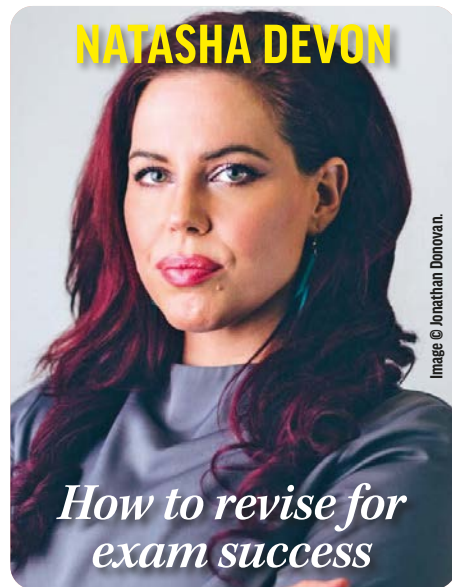 NATASHA DEVON
Image © Jonathan Donovan.
How to revise for
exam success